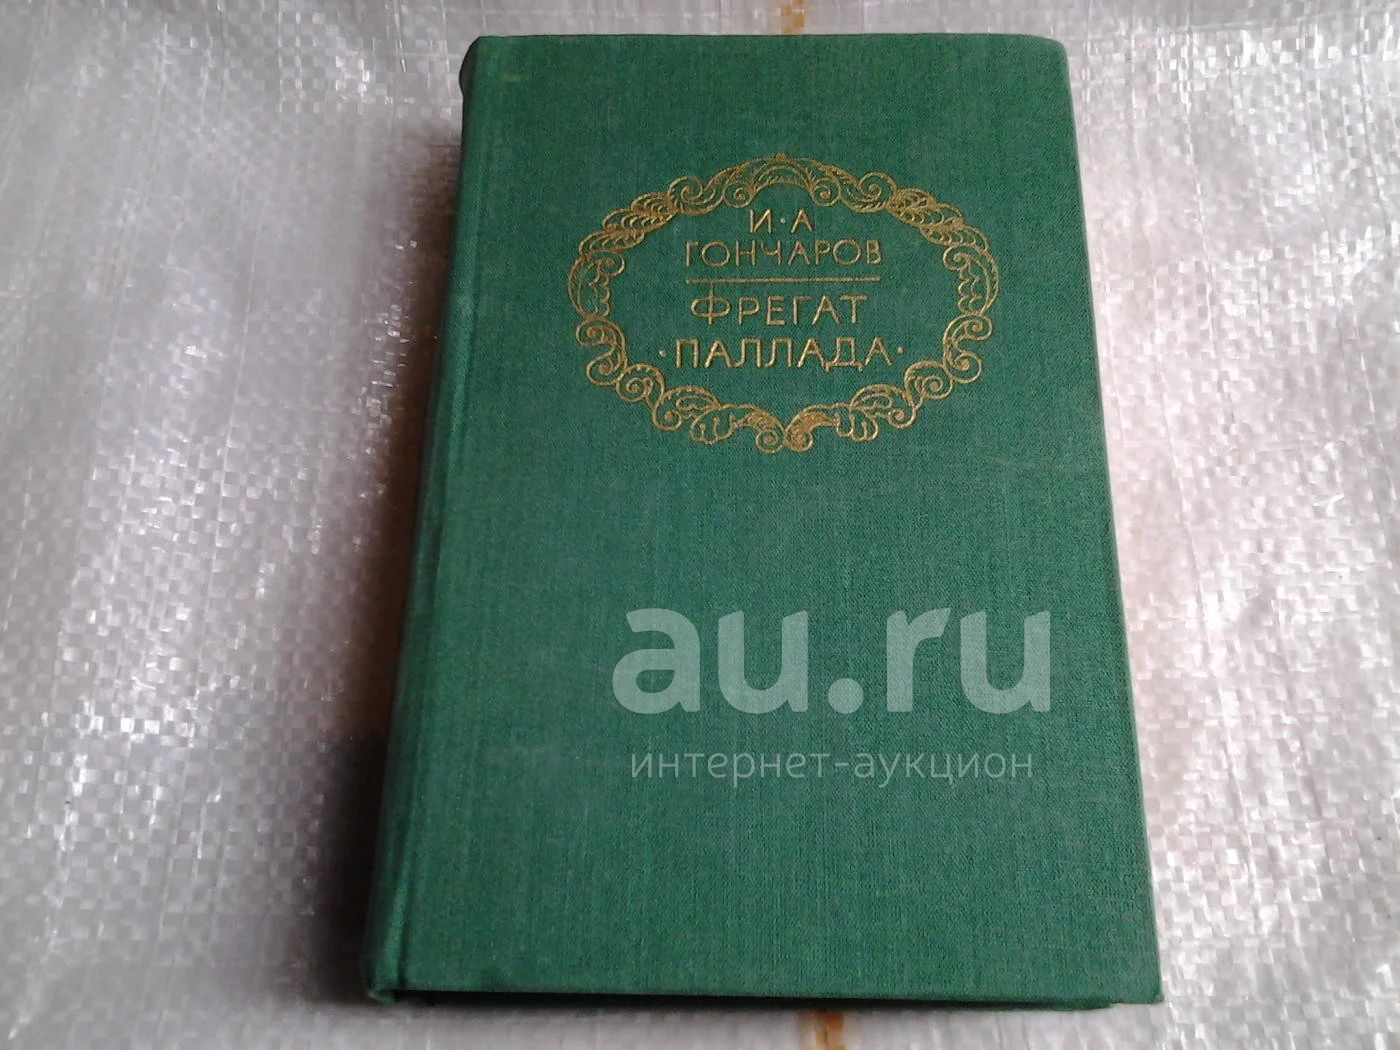 И·А
ГОНЧАРОВ
ФРЕГАТ
·ПАЛЛАДА·
au.ru
интернет-аукцион